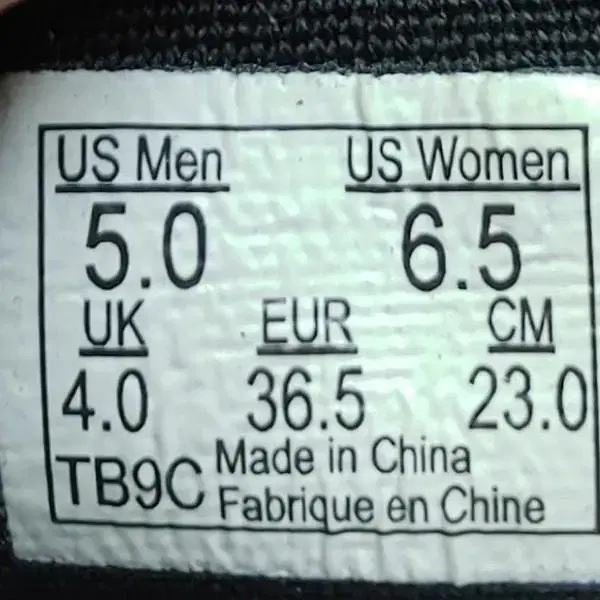 US Men US Women
5.0 6.5
UK EUR CM
4.0 36.5 23.0
TB9C Made in China
Fabriqué en Chine